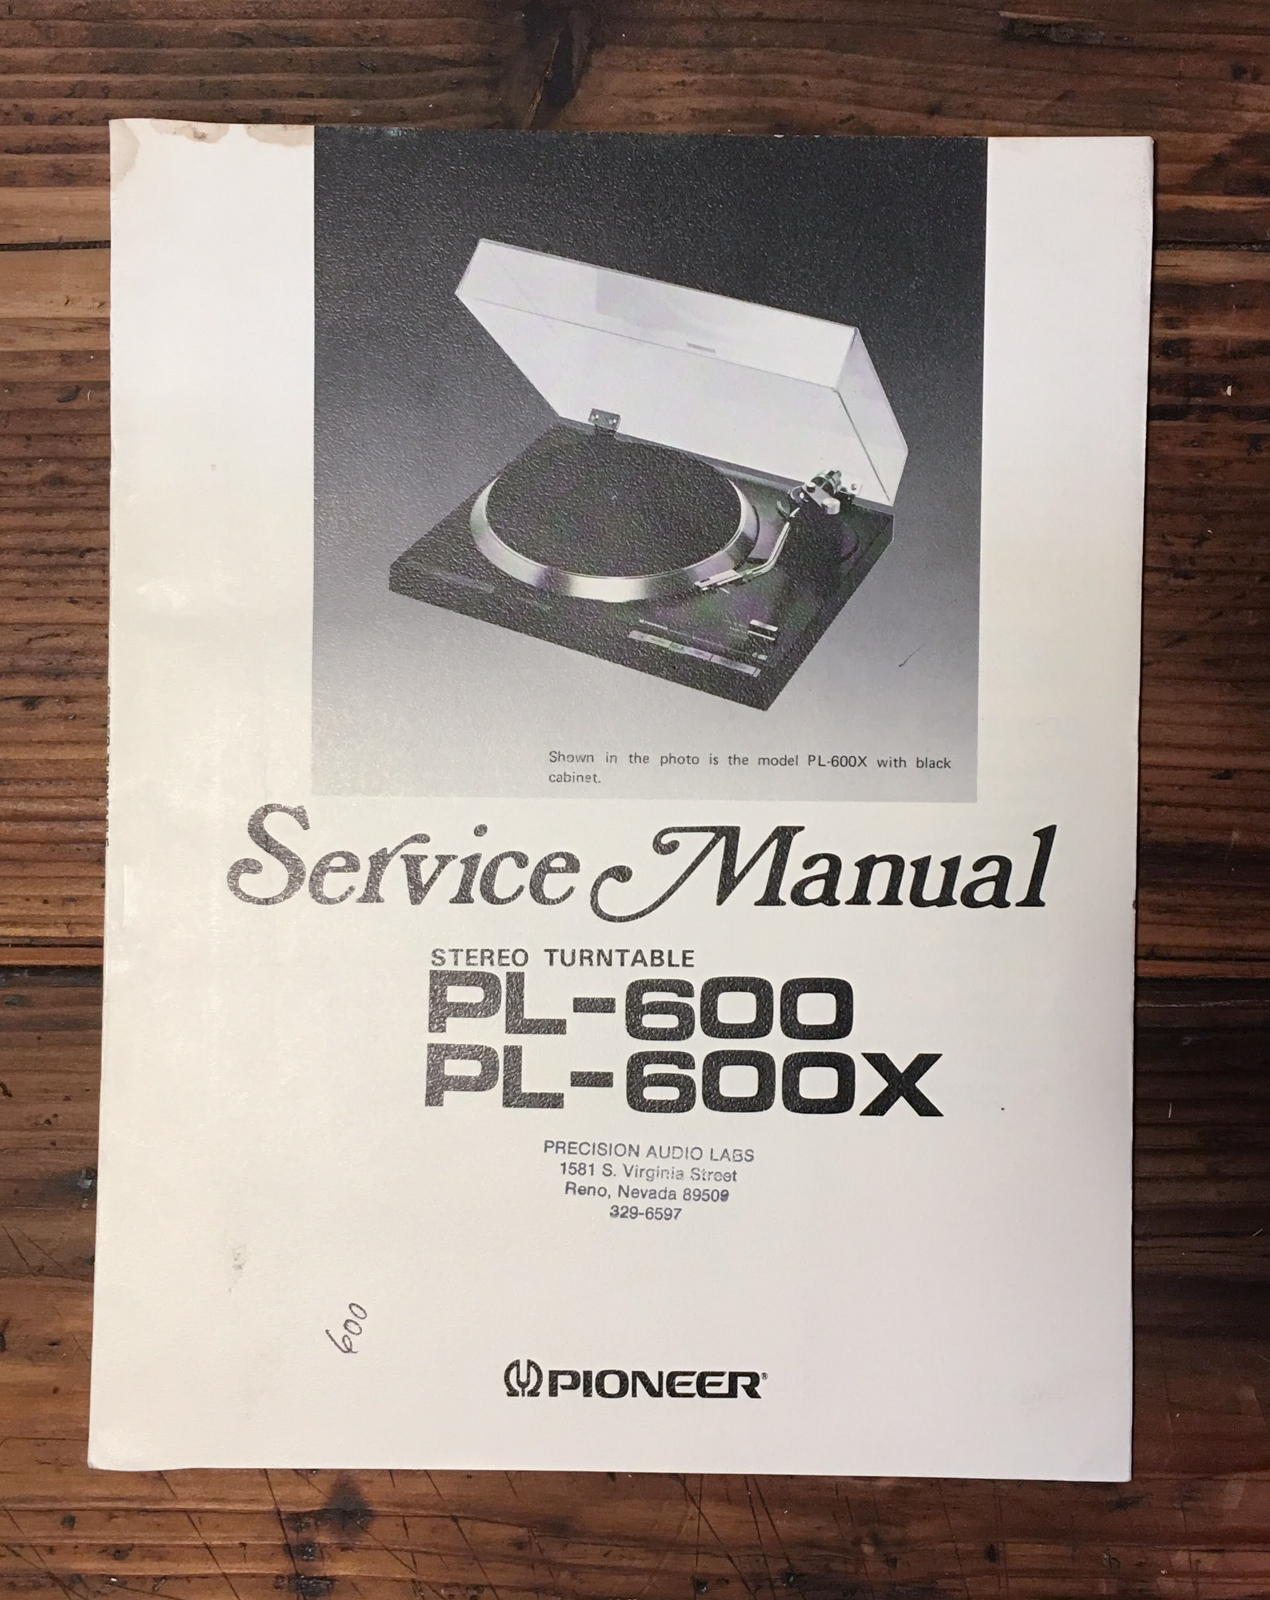 Shown in the photo is the model PL-600X with black
cabinet.
Service Manual
STEREO TURNTABLE
PL-600
PL-600X
PRECISION AUDIO LABS
1581 S. Virginia Street
Reno, Nevada 89509
329-6597
600
PIONEER®